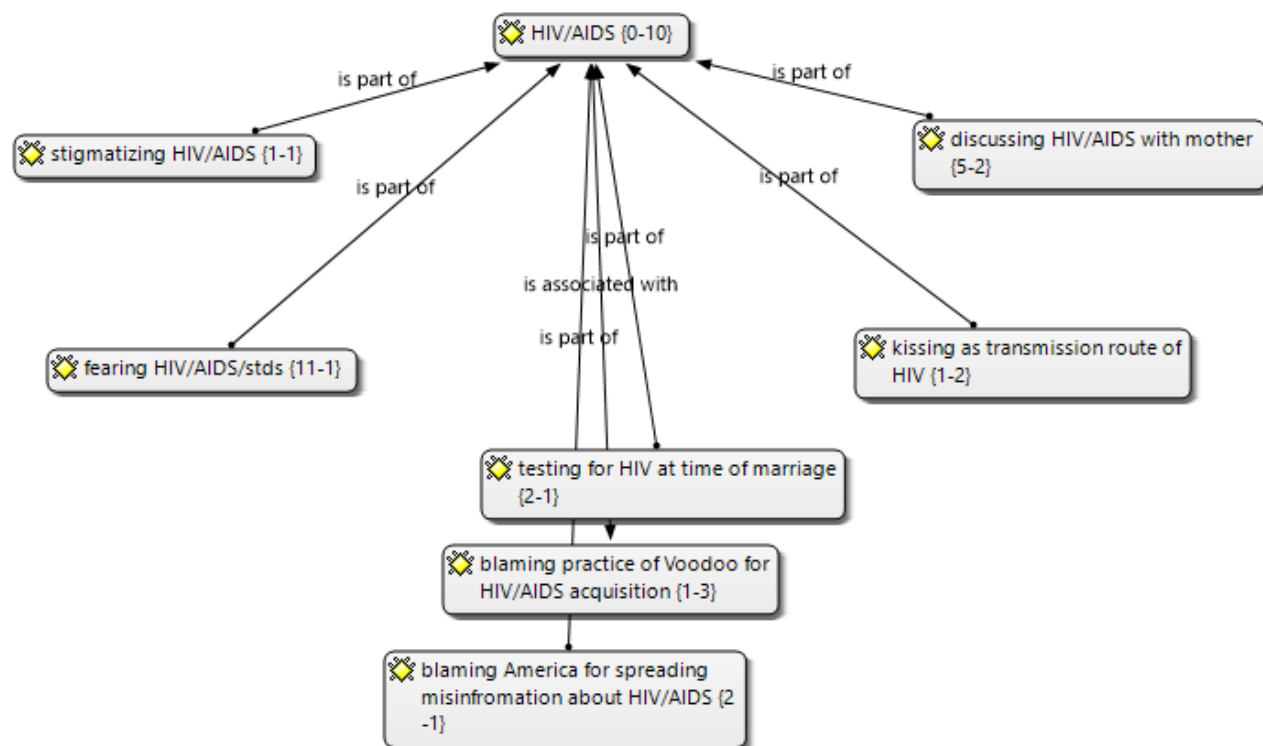 HIV/AIDS {0-10}
is part of
is part of
stigmatizing HIV/AIDS {1-1}
discussing HIV/AIDS with mother
{5-2}
is part of
is part of
is part of
is associated with
is part of
fearing HIV/AIDS/stds {11-1}
kissing as transmission route of
HIV {1-2}
testing for HIV at time of marriage
{2-1}
blaming practice of Voodoo for
HIV/AIDS acquisition {1-3}
blaming America for spreading
misinfromation about HIV/AIDS {2
-1}